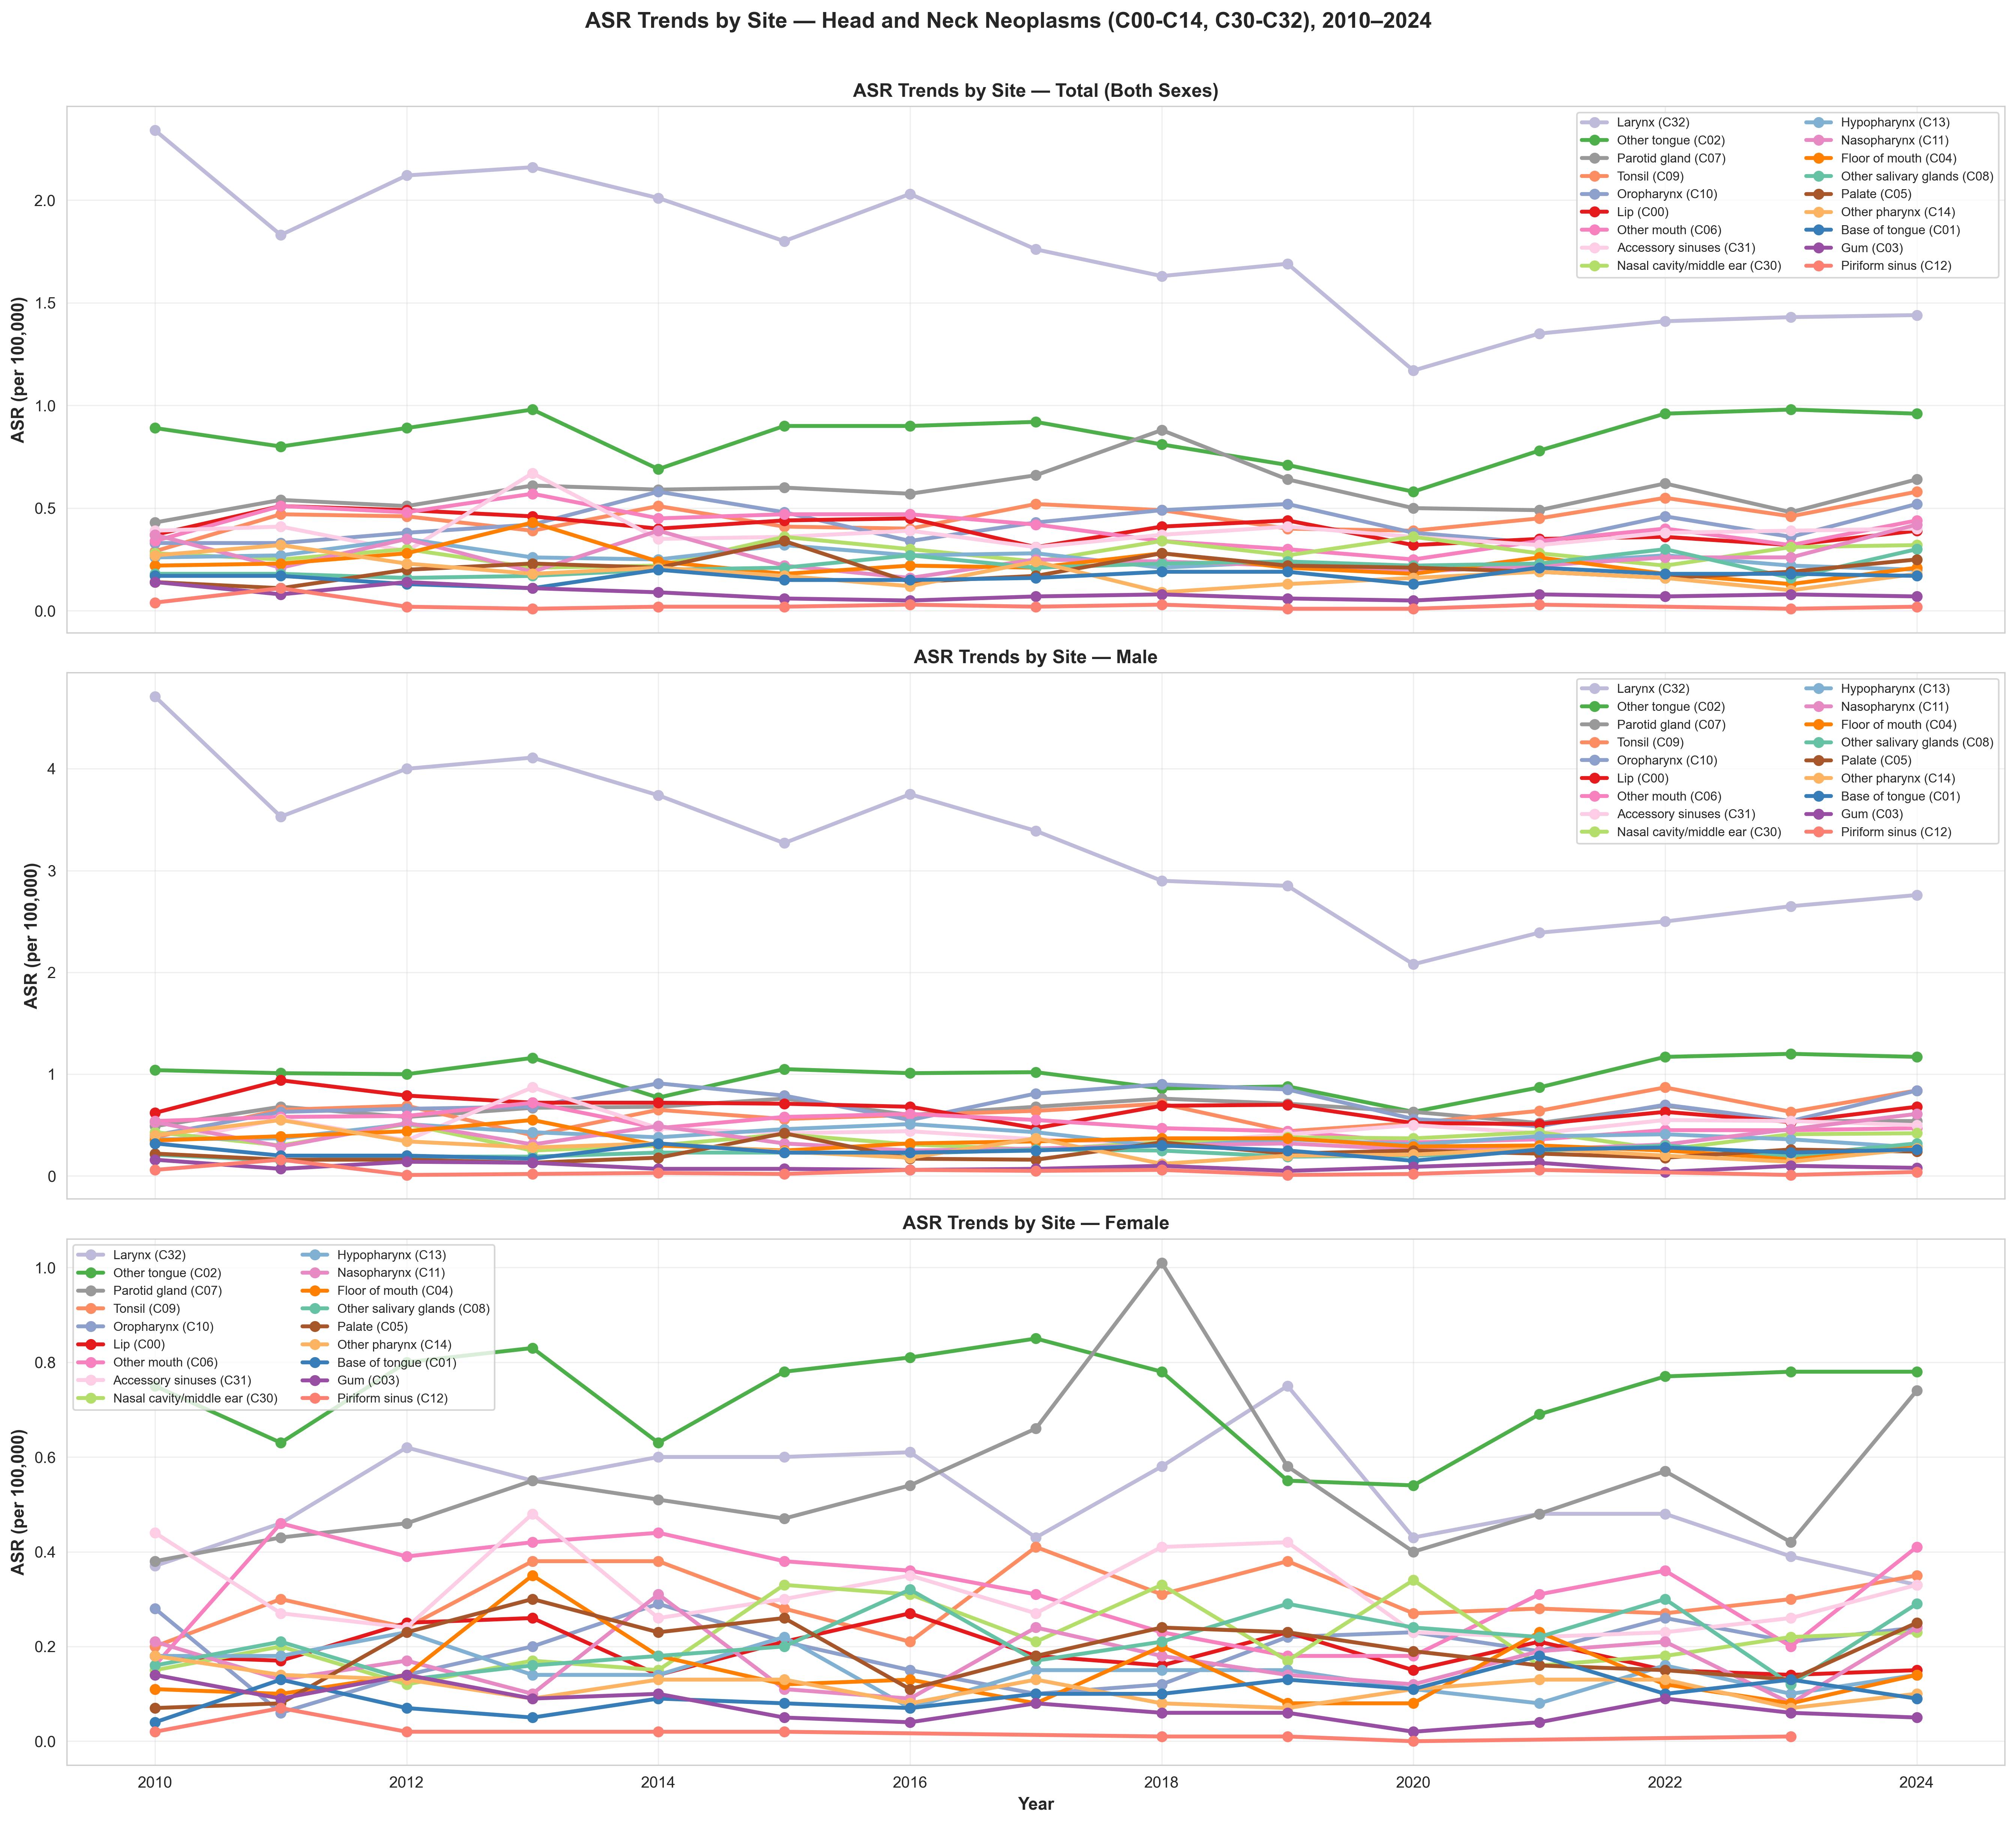 ASR Trends by Site — Head and Neck Neoplasms (C00-C14, C30-C32), 2010–2024
ASR Trends by Site — Total (Both Sexes)
ASR (per 100,000)
2.0
1.5
1.0
0.5
0.0
Larynx (C32)
Other tongue (C02)
Parotid gland (C07)
Tonsil (C09)
Oropharynx (C10)
Lip (C00)
Other mouth (C06)
Accessory sinuses (C31)
Nasal cavity/middle ear (C30)
Hypopharynx (C13)
Nasopharynx (C11)
Floor of mouth (C04)
Other salivary glands (C08)
Palate (C05)
Other pharynx (C14)
Base of tongue (C01)
Gum (C03)
Piriform sinus (C12)
ASR Trends by Site — Male
ASR (per 100,000)
4
3
2
1
0
Larynx (C32)
Other tongue (C02)
Parotid gland (C07)
Tonsil (C09)
Oropharynx (C10)
Lip (C00)
Other mouth (C06)
Accessory sinuses (C31)
Nasal cavity/middle ear (C30)
Hypopharynx (C13)
Nasopharynx (C11)
Floor of mouth (C04)
Other salivary glands (C08)
Palate (C05)
Other pharynx (C14)
Base of tongue (C01)
Gum (C03)
Piriform sinus (C12)
ASR Trends by Site — Female
ASR (per 100,000)
1.0
0.8
0.6
0.4
0.2
0.0
Larynx (C32)
Other tongue (C02)
Parotid gland (C07)
Tonsil (C09)
Oropharynx (C10)
Lip (C00)
Other mouth (C06)
Accessory sinuses (C31)
Nasal cavity/middle ear (C30)
Hypopharynx (C13)
Nasopharynx (C11)
Floor of mouth (C04)
Other salivary glands (C08)
Palate (C05)
Other pharynx (C14)
Base of tongue (C01)
Gum (C03)
Piriform sinus (C12)
2010 2012 2014 2016 2018 2020 2022 2024
Year